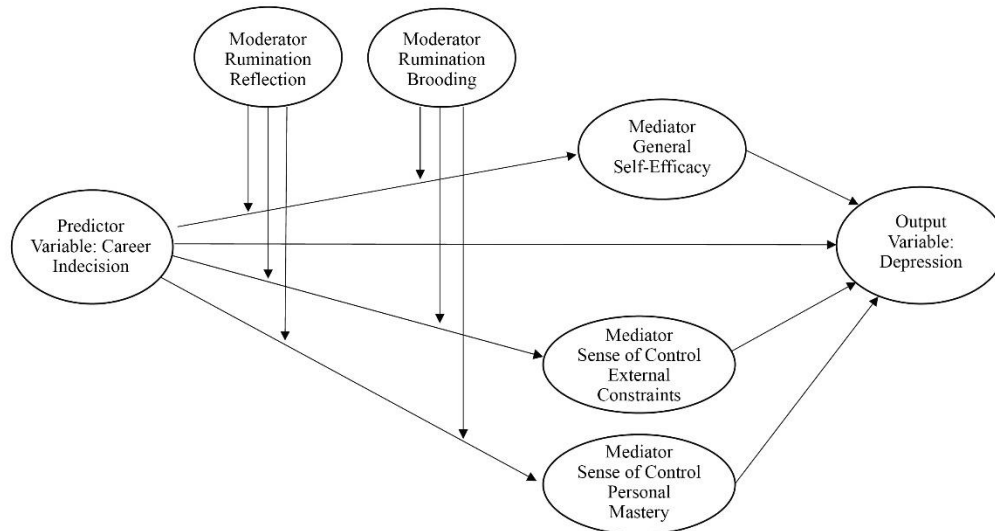 Moderator
Rumination
Reflection
Moderator
Rumination
Brooding
Mediator
General
Self-Efficacy
Predictor
Variable: Career
Indecision
Output
Variable:
Depression
Mediator
Sense of Control
External
Constraints
Mediator
Sense of Control
Personal
Mastery